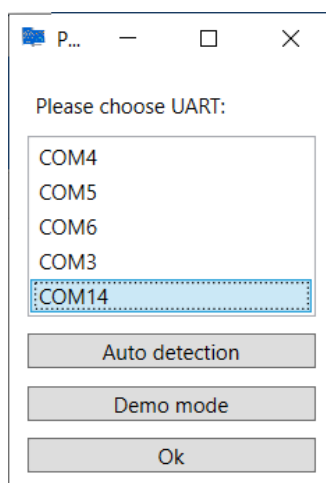 P...
Please choose UART:
COM4
COM5
COM6
COM3
COM14
Auto detection
Demo mode
Ok